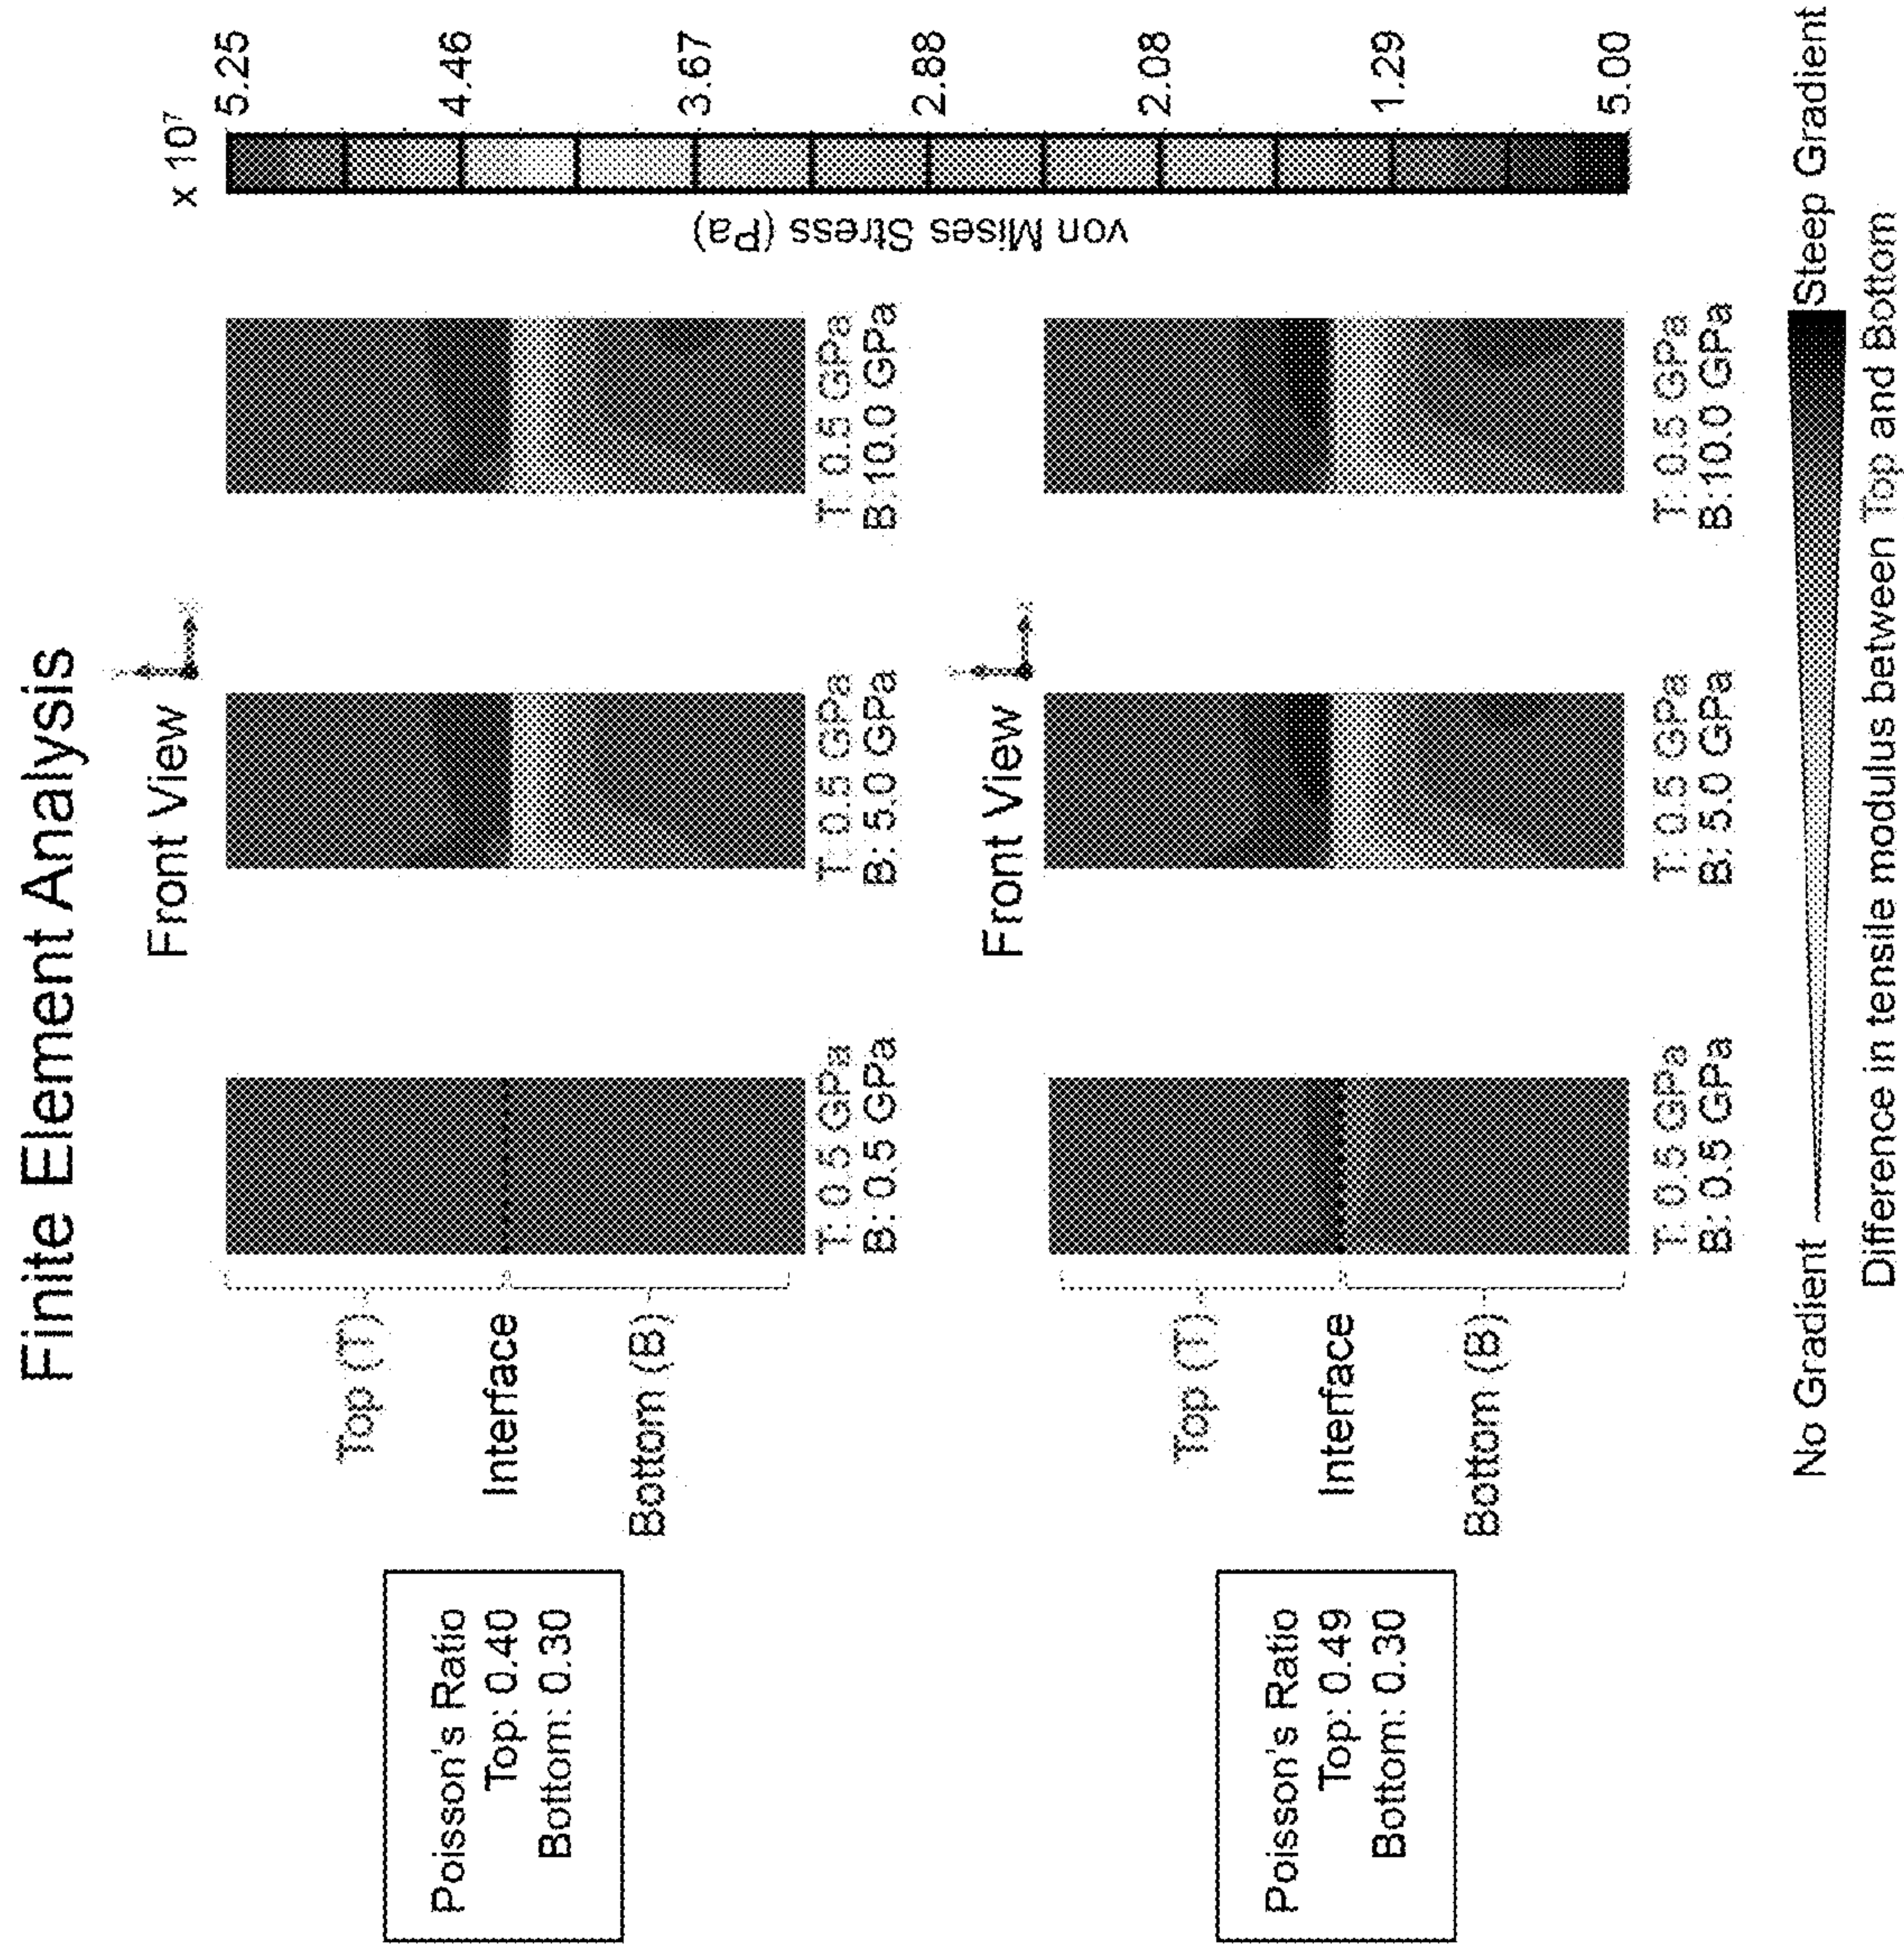 Finite Element Analysis
Front View
x 10⁷
5.25
4.46
3.67
2.88
2.08
1.29
5.00
von Mises Stress (Pa)
Poisson's Ratio
Top: 0.40
Bottom: 0.30
Top (T)
Interface
Bottom (B)
T: 0.5 GPa
B: 0.5 GPa
T: 0.5 GPa
B: 5.0 GPa
T: 0.5 GPa
B: 10.0 GPa
Front View
Poisson's Ratio
Top: 0.49
Bottom: 0.30
Top (T)
Interface
Bottom (B)
T: 0.5 GPa
B: 0.5 GPa
T: 0.5 GPa
B: 5.0 GPa
T: 0.5 GPa
B: 10.0 GPa
No Gradient
Steep Gradient
Difference in tensile modulus between Top and Bottom